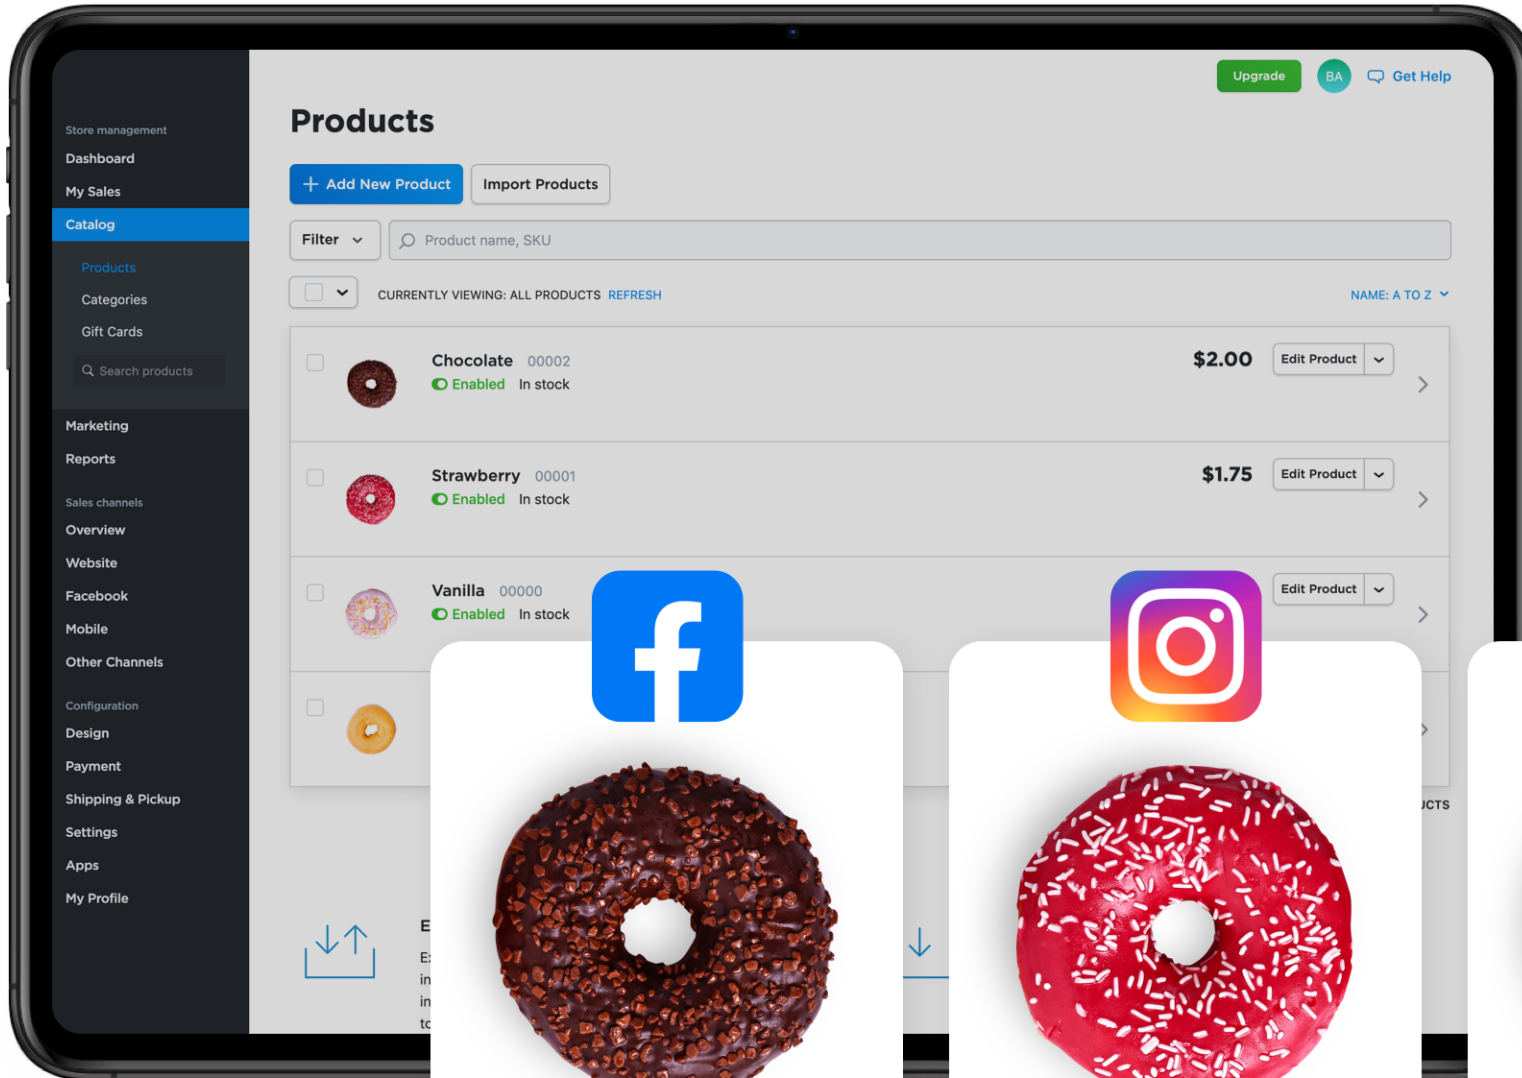 Upgrade
BA
Get Help
Store management
Dashboard
My Sales
Catalog
Products
Categories
Gift Cards
Search products
Marketing
Reports
Sales channels
Overview
Website
Facebook
Mobile
Other Channels
Configuration
Design
Payment
Shipping & Pickup
Settings
Apps
My Profile
Products
+ Add New Product
Import Products
Filter
Product name, SKU
CURRENTLY VIEWING: ALL PRODUCTS REFRESH
NAME: A TO Z
Chocolate 00002
Enabled In stock
$2.00
Edit Product
Strawberry 00001
Enabled In stock
$1.75
Edit Product
Vanilla 00000
Enabled In stock
Edit Product